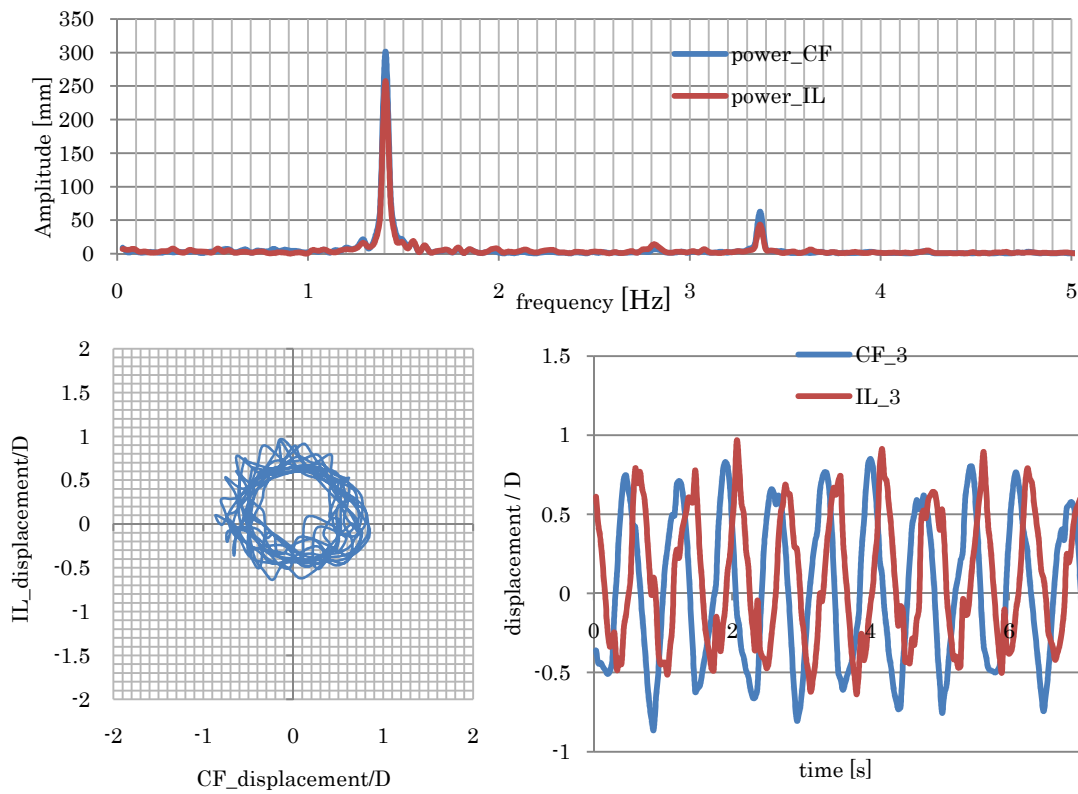 350
300
250
200
150
100
50
0
Amplitude [mm]
power_CF
power_IL
0 1 2 3 4 5
frequency [Hz]
2
1.5
1
0.5
0
-0.5
-1
-1.5
-2
IL_displacement/D
-2 -1 0 1 2
CF_displacement/D
1.5
1
0.5
0
-0.5
-1
displacement / D
CF_3
IL_3
0 2 4 6
time [s]